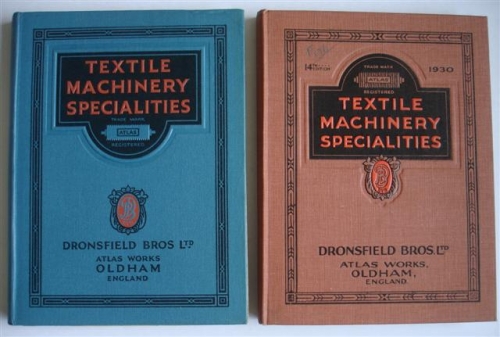 TEXTILE
MACHINERY
SPECIALITIES
TRADE MARK
ATLAS
REGISTERED
DRONSFIELD BROS LTD
ATLAS WORKS
OLDHAM
ENGLAND
14TH EDITION
1930
TRADE MARK
ATLAS
REGISTERED
TEXTILE
MACHINERY
SPECIALITIES
DRONSFIELD BROS. LTD
ATLAS WORKS,
OLDHAM,
ENGLAND